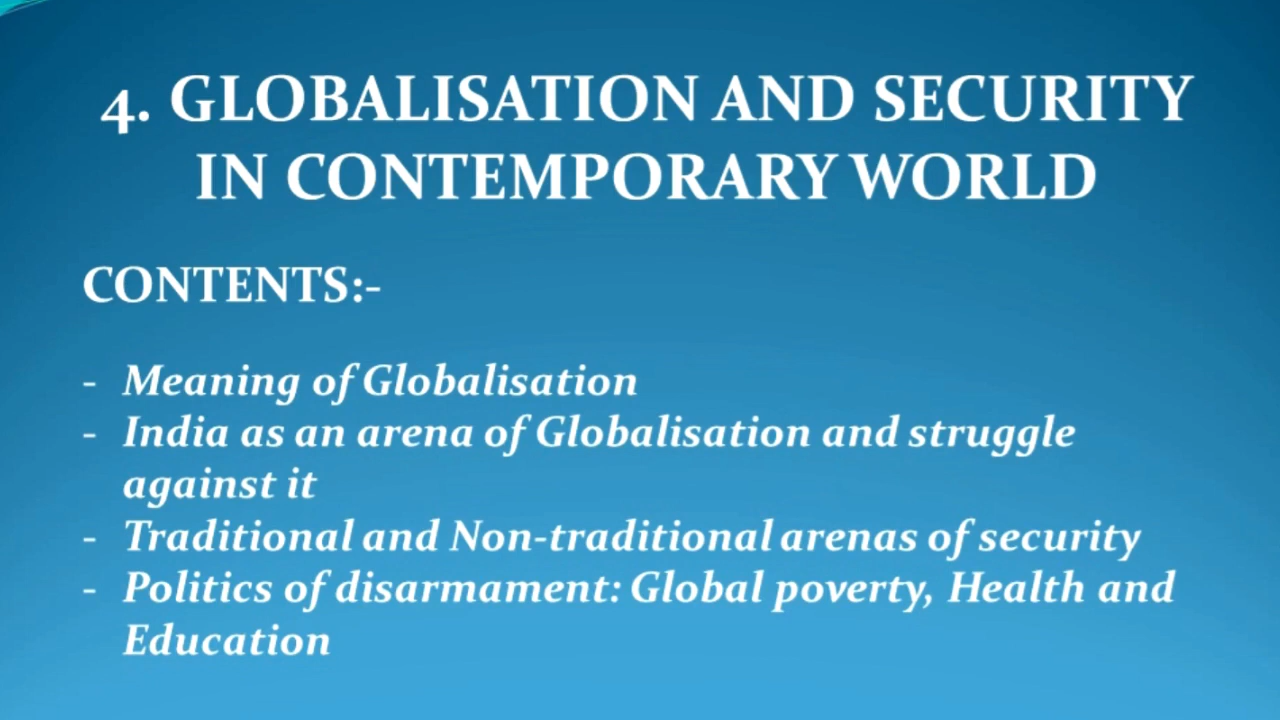 4. GLOBALISATION AND SECURITY
IN CONTEMPORARY WORLD
CONTENTS:-
- Meaning of Globalisation
- India as an arena of Globalisation and struggle
against it
- Traditional and Non-traditional arenas of security
- Politics of disarmament: Global poverty, Health and
Education